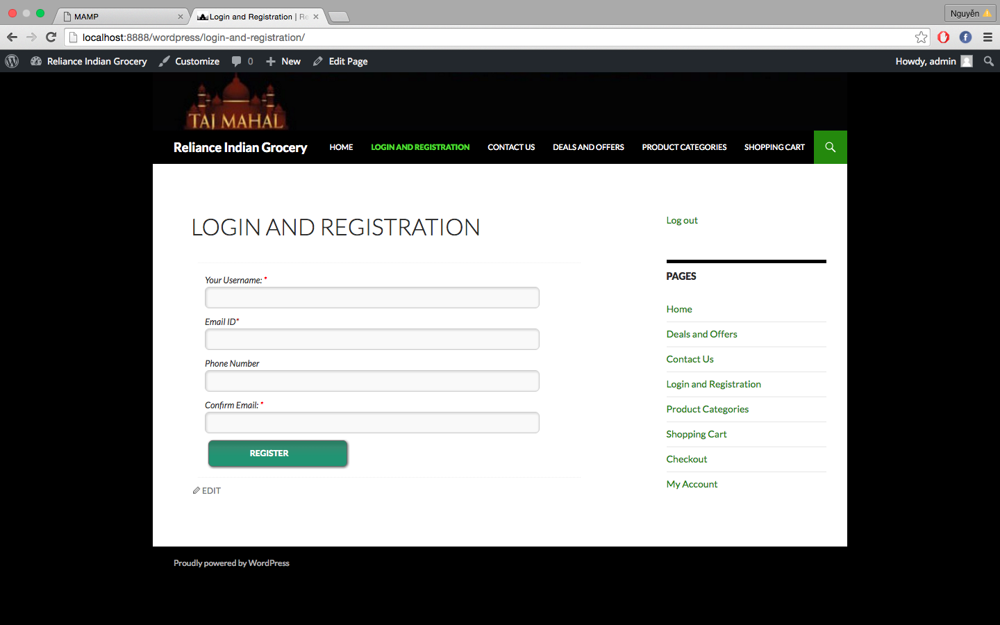 MAMP
Login and Registration | Re
Nguyễn
localhost:8888/wordpress/login-and-registration/
Reliance Indian Grocery Customize 0 New Edit Page Howdy, admin
TAJ MAHAL
Reliance Indian Grocery HOME LOGIN AND REGISTRATION CONTACT US DEALS AND OFFERS PRODUCT CATEGORIES SHOPPING CART
LOGIN AND REGISTRATION
Your Username: *
Email ID*
Phone Number
Confirm Email: *
REGISTER
EDIT
Log out
PAGES
Home
Deals and Offers
Contact Us
Login and Registration
Product Categories
Shopping Cart
Checkout
My Account
Proudly powered by WordPress